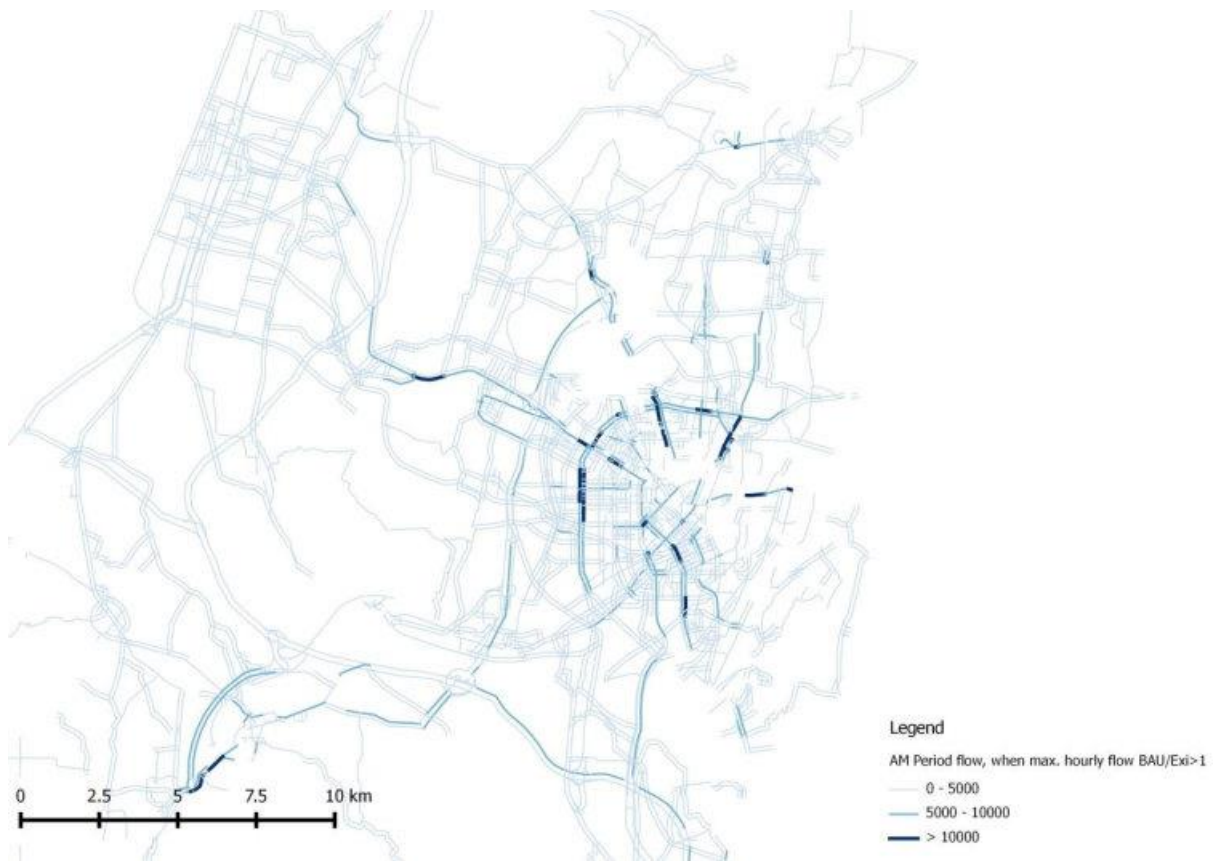 Legend
AM Period flow, when max. hourly flow BAU/Exi>1
0 - 5000
5000 - 10000
> 10000
0 2.5 5 7.5 10 km